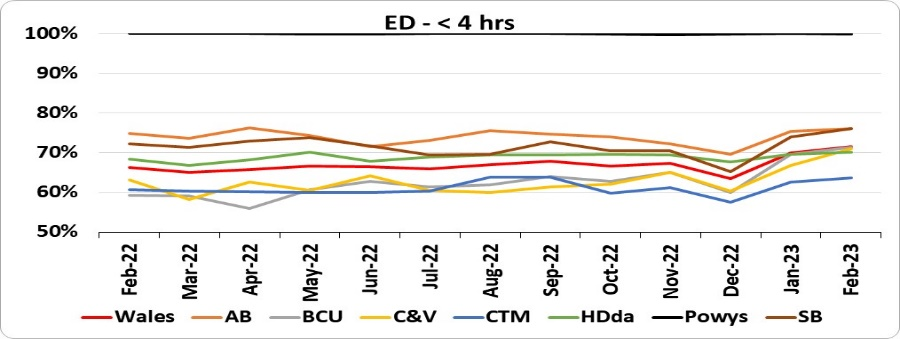 ED - < 4 hrs
100%
90%
80%
70%
60%
50%
Feb-22 Mar-22 Apr-22 May-22 Jun-22 Jul-22 Aug-22 Sep-22 Oct-22 Nov-22 Dec-22 Jan-23 Feb-23
Wales AB BCU C&V CTM HDda Powys SB